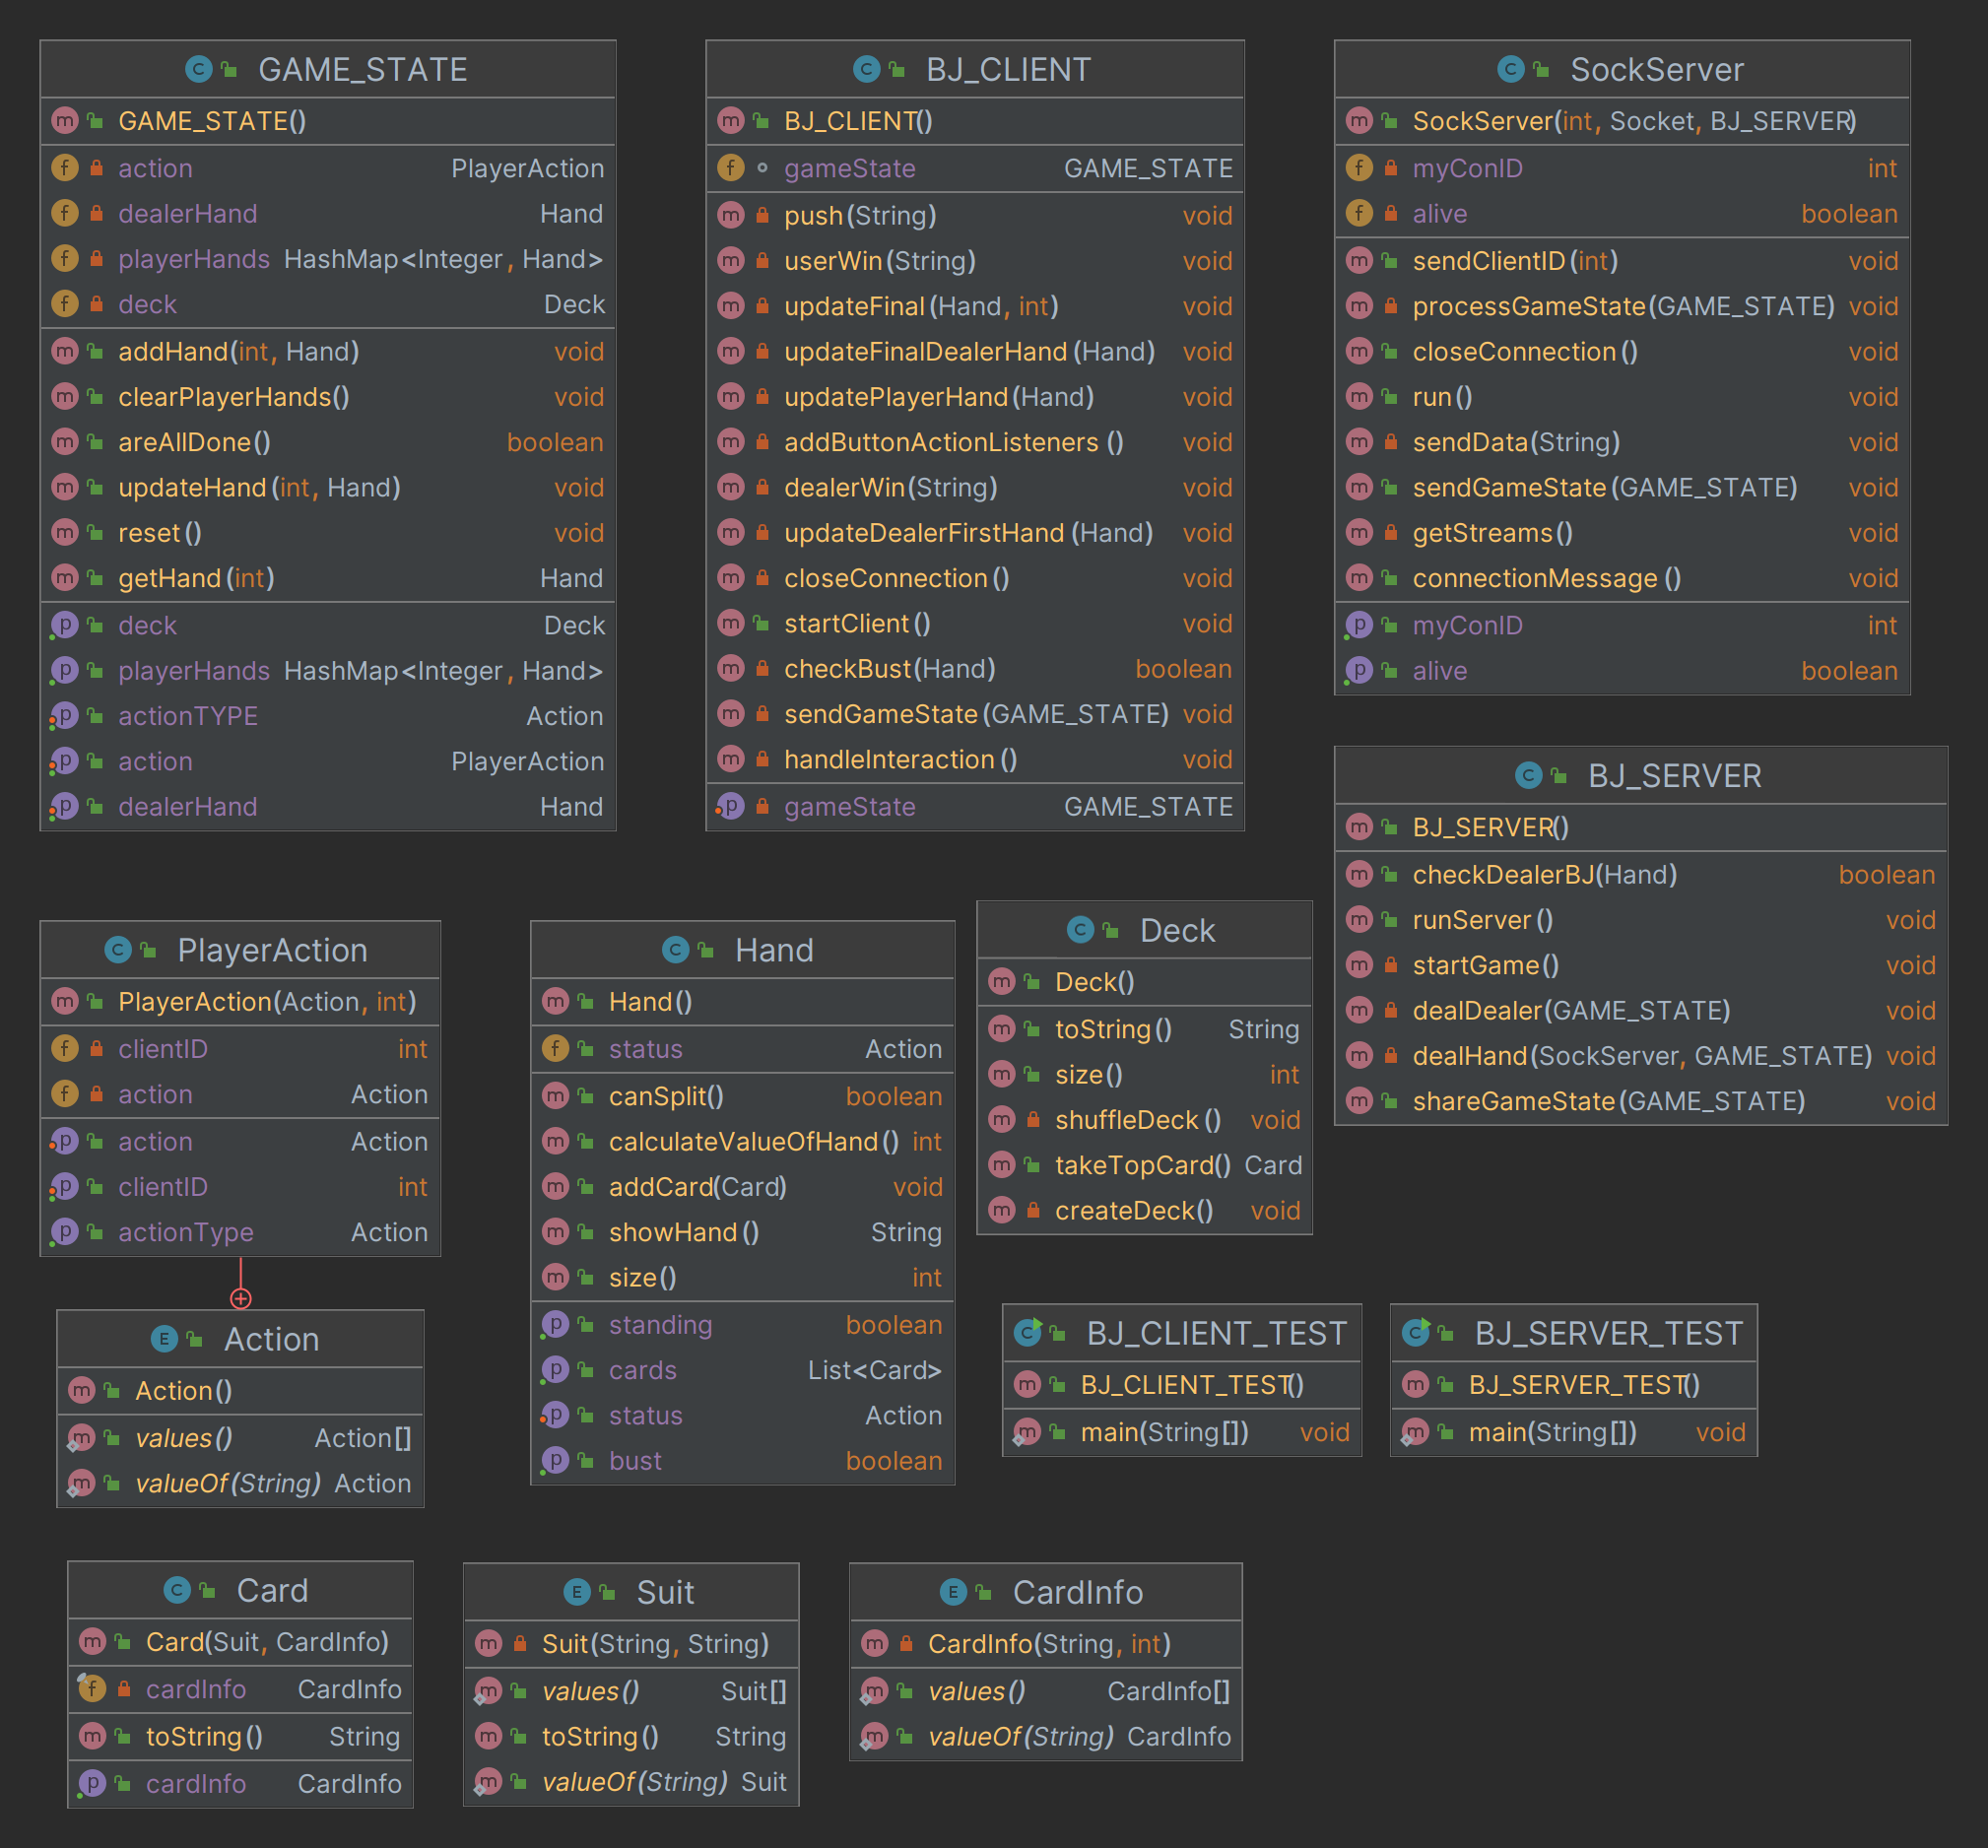 GAME_STATE
GAME_STATE()
action PlayerAction
dealerHand Hand
playerHands HashMap<Integer, Hand>
deck Deck
addHand(int, Hand) void
clearPlayerHands() void
areAllDone() boolean
updateHand(int, Hand) void
reset() void
getHand(int) Hand
deck Deck
playerHands HashMap<Integer, Hand>
actionTYPE Action
action PlayerAction
dealerHand Hand
BJ_CLIENT
BJ_CLIENT()
gameState GAME_STATE
push(String) void
userWin(String) void
updateFinal(Hand, int) void
updateFinalDealerHand(Hand) void
updatePlayerHand(Hand) void
addButtonActionListeners() void
dealerWin(String) void
updateDealerFirstHand(Hand) void
closeConnection() void
startClient() void
checkBust(Hand) boolean
sendGameState(GAME_STATE) void
handleInteraction() void
gameState GAME_STATE
SockServer
SockServer(int, Socket, BJ_SERVER)
myConID int
alive boolean
sendClientID(int) void
processGameState(GAME_STATE) void
closeConnection() void
run() void
sendData(String) void
sendGameState(GAME_STATE) void
getStreams() void
connectionMessage() void
myConID int
alive boolean
BJ_SERVER
BJ_SERVER()
checkDealerBJ(Hand) boolean
runServer() void
startGame() void
dealDealer(GAME_STATE) void
dealHand(SockServer, GAME_STATE) void
shareGameState(GAME_STATE) void
PlayerAction
PlayerAction(Action, int)
clientID int
action Action
action Action
clientID int
actionType Action
Hand
Hand()
status Action
canSplit() boolean
calculateValueOfHand() int
addCard(Card) void
showHand() String
size() int
standing boolean
cards List<Card>
status Action
bust boolean
Deck
Deck()
toString() String
size() int
shuffleDeck() void
takeTopCard() Card
createDeck() void
Action
Action()
values() Action[]
valueOf(String) Action
BJ_CLIENT_TEST
BJ_CLIENT_TEST()
main(String[]) void
BJ_SERVER_TEST
BJ_SERVER_TEST()
main(String[]) void
Card
Card(Suit, CardInfo)
cardInfo CardInfo
toString() String
cardInfo CardInfo
Suit
Suit(String, String)
values() Suit[]
toString() String
valueOf(String) Suit
CardInfo
CardInfo(String, int)
values() CardInfo[]
valueOf(String) CardInfo